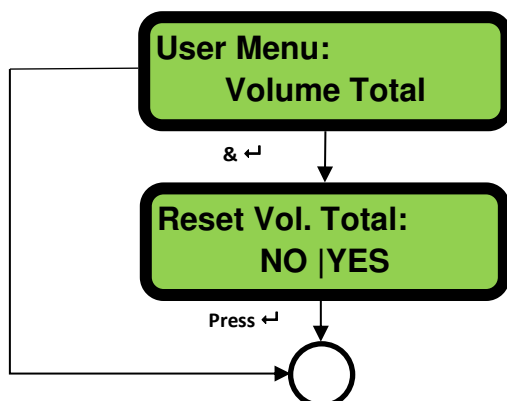 User Menu:
Volume Total
& ↵
Reset Vol. Total:
NO |YES
Press ↵